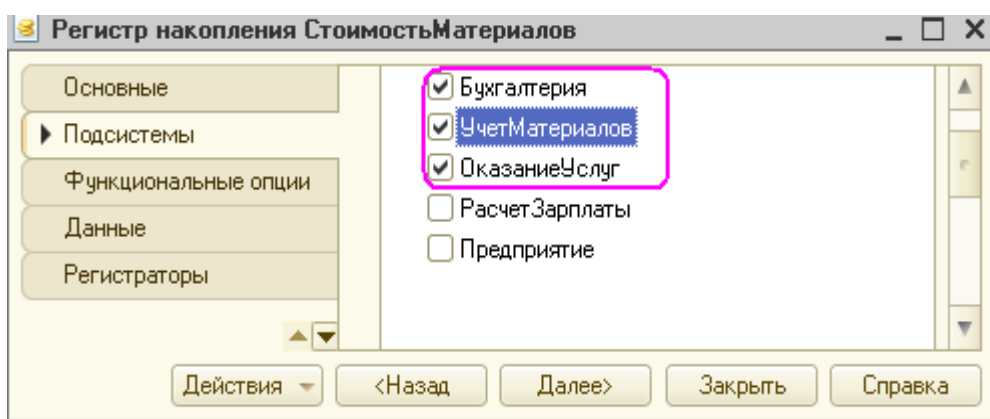 Регистр накопления СтоимостьМатериалов
Основные
Подсистемы
Функциональные опции
Данные
Регистраторы
Бухгалтерия
УчетМатериалов
ОказаниеУслуг
РасчетЗарплаты
Предприятие
Действия
<Назад
Далее>
Закрыть
Справка